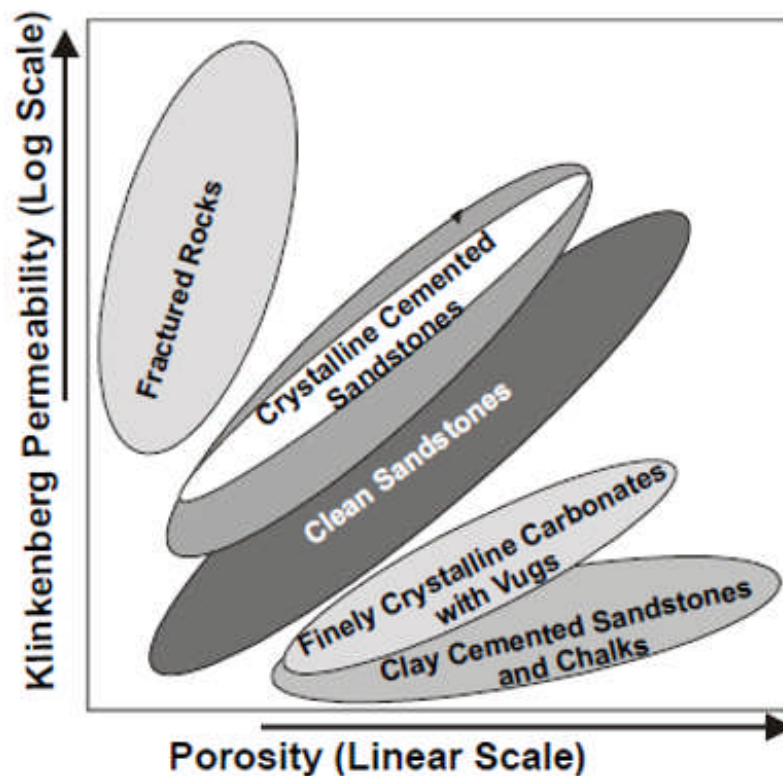 Klinkenberg Permeability (Log Scale)
Fractured Rocks
Crystalline Cemented
Sandstones
Clean Sandstones
Finely Crystalline Carbonates
with Vugs
Clay Cemented Sandstones
and Chalks
Porosity (Linear Scale)